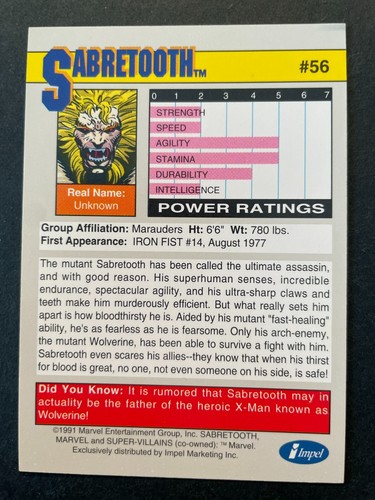 SABRETOOTH™
#56
0 1 2 3 4 5 6 7
STRENGTH
SPEED
AGILITY
STAMINA
DURABILITY
INTELLIGENCE
POWER RATINGS
Real Name:
Unknown
Group Affiliation: Marauders Ht: 6'6" Wt: 780 lbs.
First Appearance: IRON FIST #14, August 1977
The mutant Sabretooth has been called the ultimate assassin,
and with good reason. His superhuman senses, incredible
endurance, spectacular agility, and his ultra-sharp claws and
teeth make him murderously efficient. But what really sets him
apart is how bloodthirsty he is. Aided by his mutant "fast-healing"
ability, he's as fearless as he is fearsome. Only his arch-enemy,
the mutant Wolverine, has been able to survive a fight with him.
Sabretooth even scares his allies--they know that when his thirst
for blood is great, no one, not even someone on his side, is safe!
Did You Know: It is rumored that Sabretooth may in
actuality be the father of the heroic X-Man known as
Wolverine!
©1991 Marvel Entertainment Group, Inc. SABRETOOTH,
MARVEL and SUPER-VILLAINS (co-owned): ™ Marvel.
Exclusively distributed by Impel Marketing Inc.
Impel